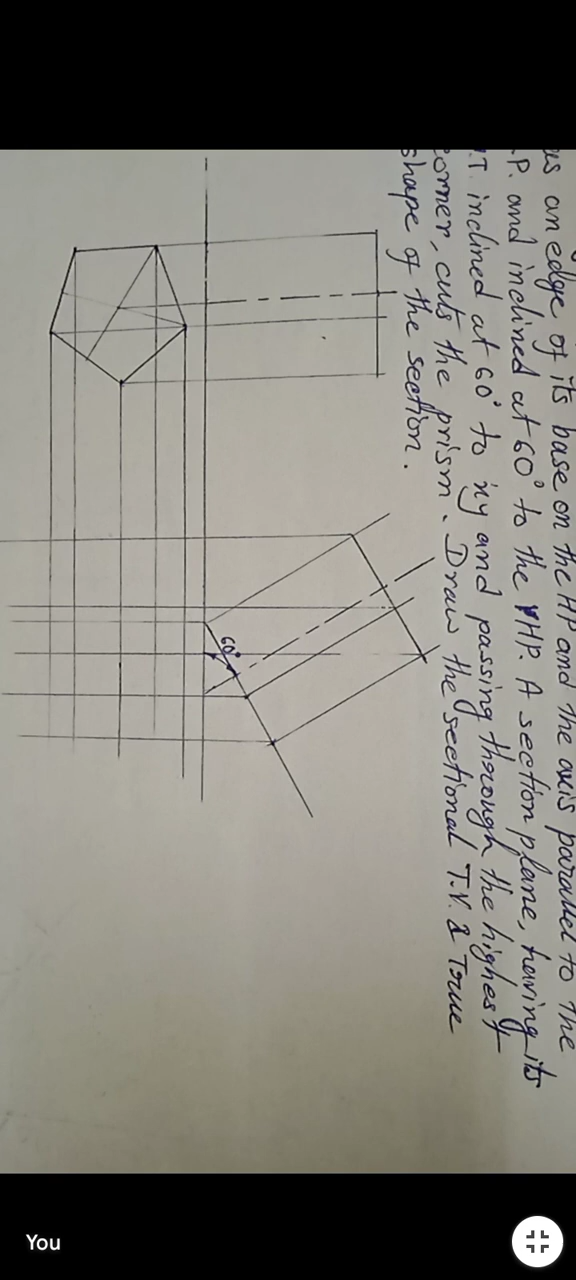 an edge of its base on the HP and the axis parallel to the
.P. and inclined at 60° to the HP. A section plane, having its
.T. inclined at 60° to xy and passing through the highest
corner, cuts the prism. Draw the sectional T.V. & True
shape of the section.
60°
You